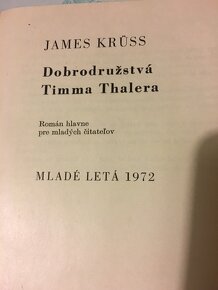 JAMES KRÜSS
Dobrodružstvá
Timma Thalera
Román hlavne
pre mladých čitateľov
MLADÉ LETÁ 1972